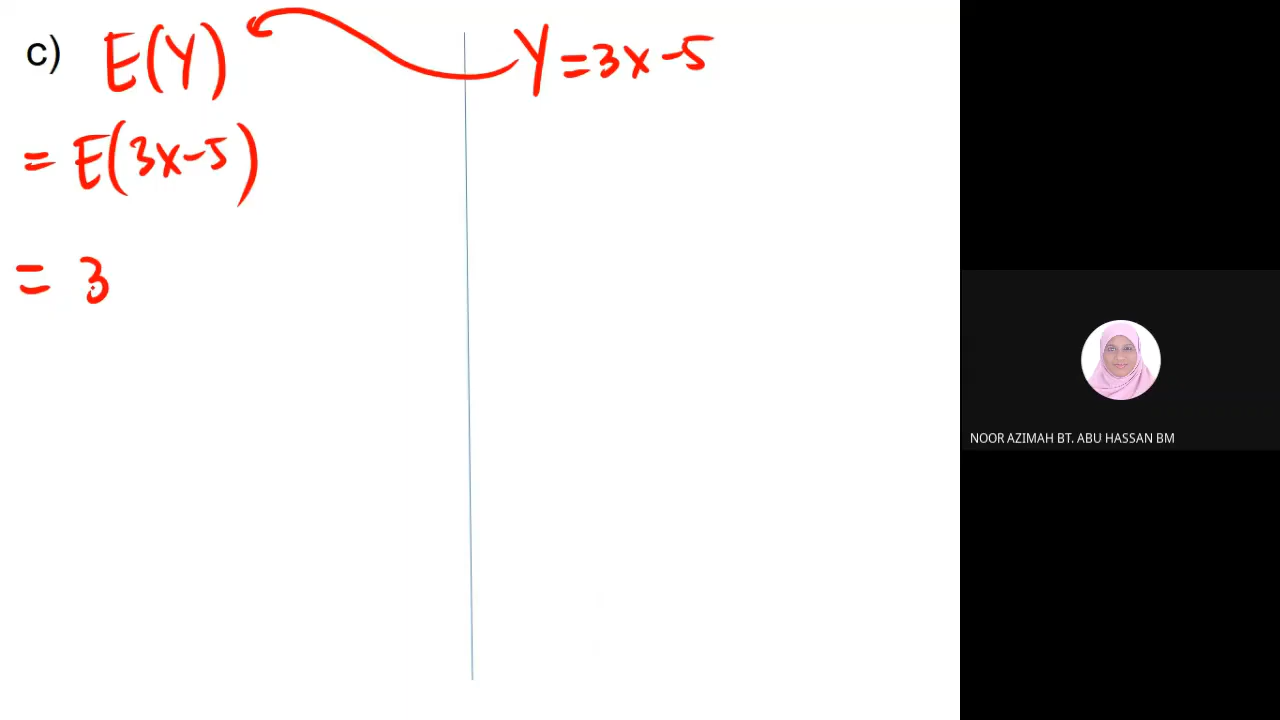 c) E(Y)
Y = 3x - 5
= E(3x - 5)
= 3
NOOR AZIMAH BT. ABU HASSAN BM